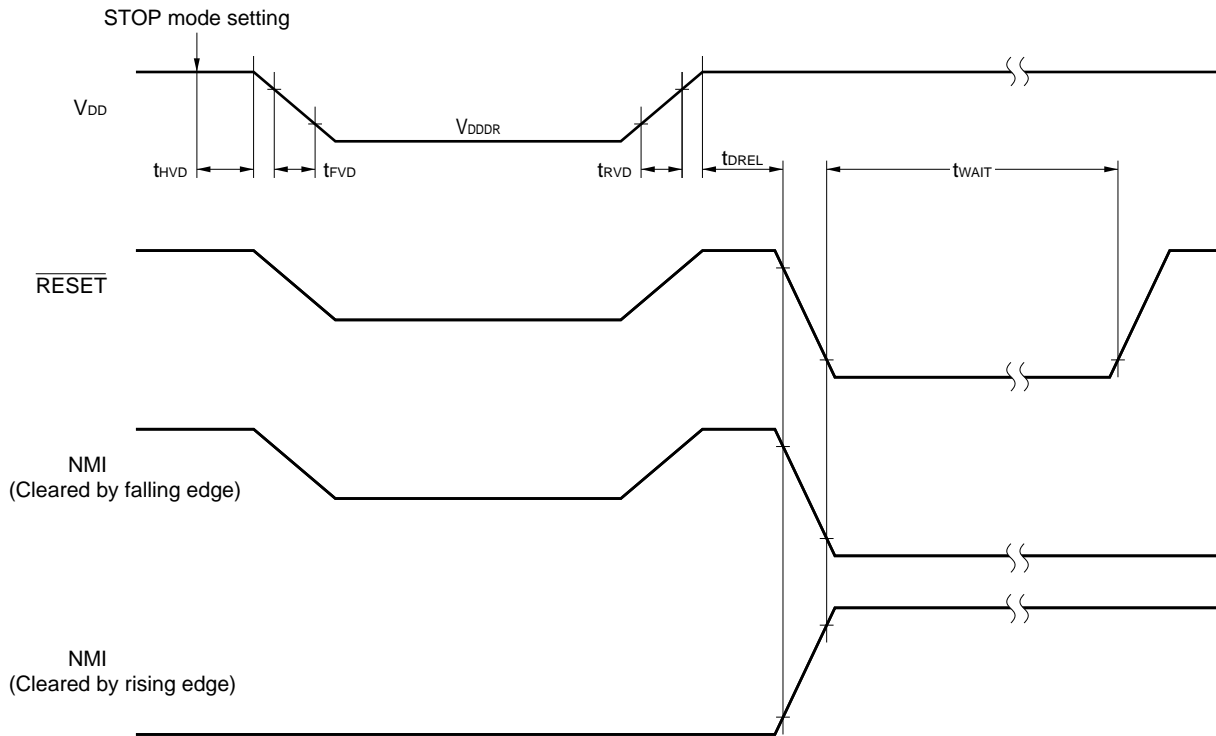 STOP mode setting
VDD
VDDDR
tHVD
tFVD
tRVD
tDREL
tWAIT
RESET
NMI
(Cleared by falling edge)
NMI
(Cleared by rising edge)